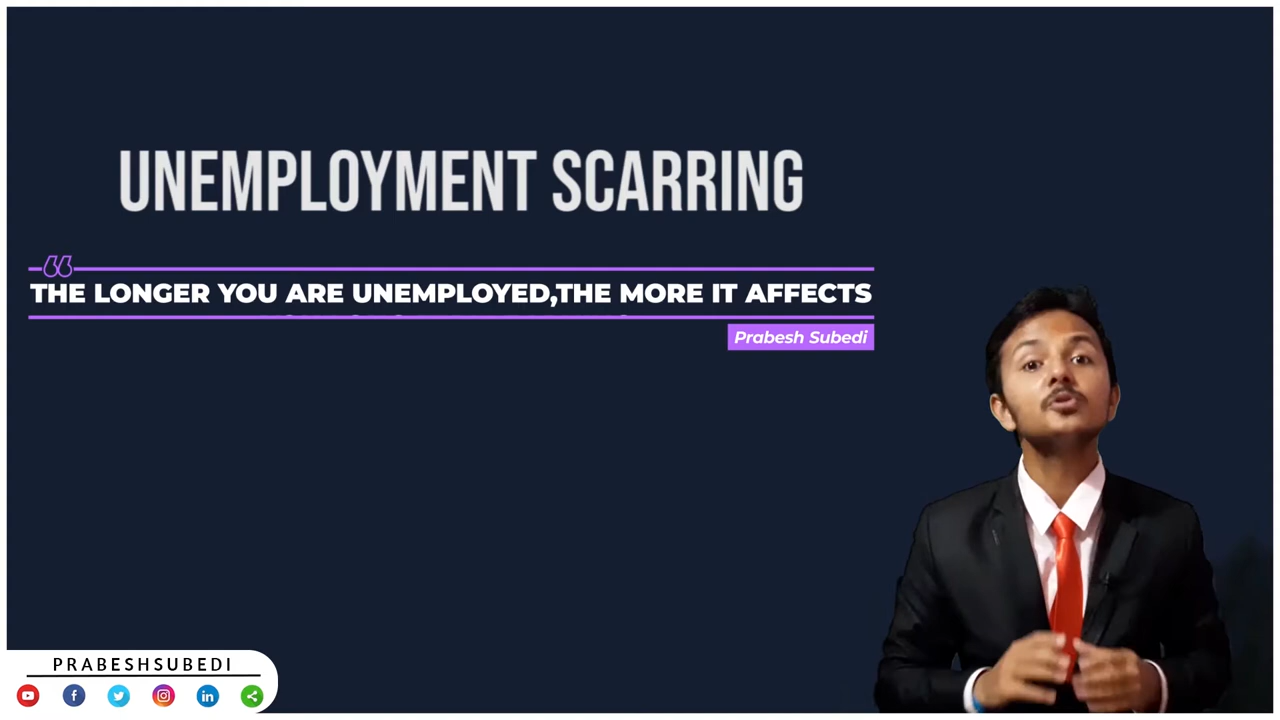 UNEMPLOYMENT SCARRING
THE LONGER YOU ARE UNEMPLOYED,THE MORE IT AFFECTS
Prabesh Subedi
PRABESHSUBEDI